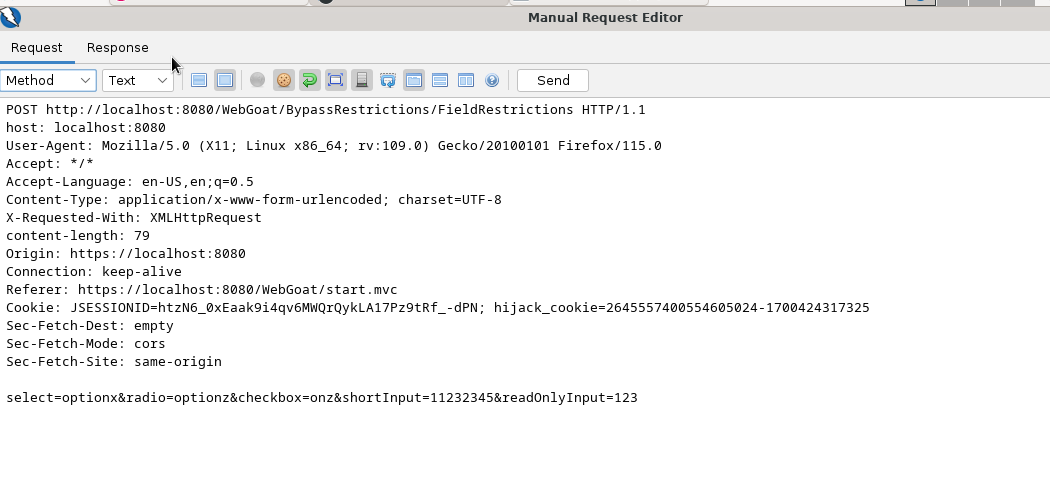 Manual Request Editor
Request Response
Method Text Send
POST http://localhost:8080/WebGoat/BypassRestrictions/FieldRestrictions HTTP/1.1
host: localhost:8080
User-Agent: Mozilla/5.0 (X11; Linux x86_64; rv:109.0) Gecko/20100101 Firefox/115.0
Accept: */*
Accept-Language: en-US,en;q=0.5
Content-Type: application/x-www-form-urlencoded; charset=UTF-8
X-Requested-With: XMLHttpRequest
content-length: 79
Origin: https://localhost:8080
Connection: keep-alive
Referer: https://localhost:8080/WebGoat/start.mvc
Cookie: JSESSIONID=htzN6_0xEaak9i4qv6MWQrQykLA17Pz9tRf_-dPN; hijack_cookie=2645557400554605024-1700424317325
Sec-Fetch-Dest: empty
Sec-Fetch-Mode: cors
Sec-Fetch-Site: same-origin
select=optionx&radio=optionz&checkbox=onz&shortInput=11232345&readOnlyInput=123